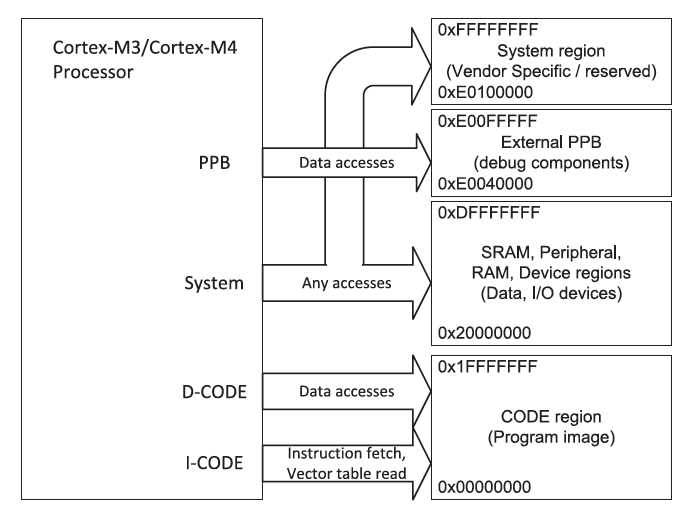 Cortex-M3/Cortex-M4
Processor
PPB
System
D-CODE
I-CODE
Data accesses
Any accesses
Data accesses
Instruction fetch,
Vector table read
0xFFFFFFFF
System region
(Vendor Specific / reserved)
0xE0100000
0xE00FFFFF
External PPB
(debug components)
0xE0040000
0xDFFFFFFF
SRAM, Peripheral,
RAM, Device regions
(Data, I/O devices)
0x20000000
0x1FFFFFFF
CODE region
(Program image)
0x00000000